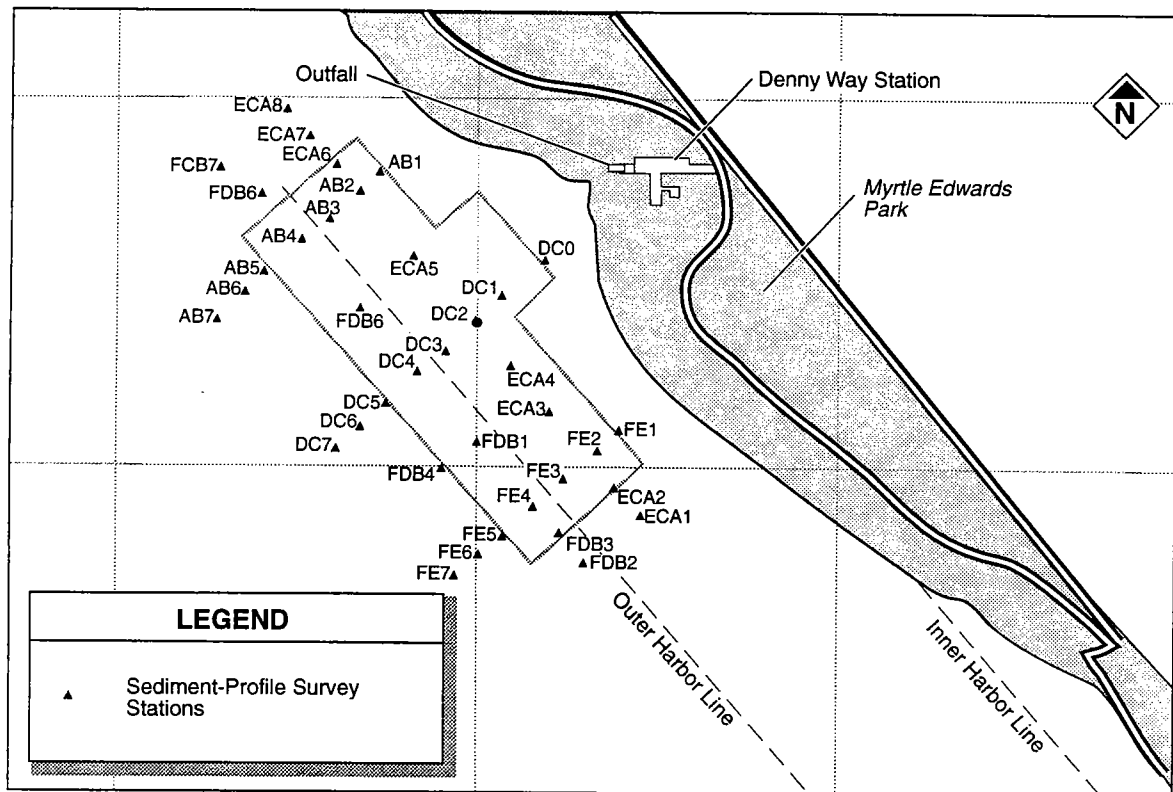 Outfall
Denny Way Station
N
ECA8
ECA7
ECA6
AB1
FCB7
FDB6
AB2
AB3
Myrtle Edwards
Park
AB4
DC0
ECA5
AB5
AB6
DC1
AB7
FDB6
DC2
DC3
DC4
ECA4
DC5
ECA3
DC6
FE1
DC7
FDB1
FE2
FDB4
FE3
ECA2
FE4
ECA1
FE5
FDB3
FE6
FDB2
FE7
Outer Harbor Line
Inner Harbor Line
LEGEND
Sediment-Profile Survey
Stations